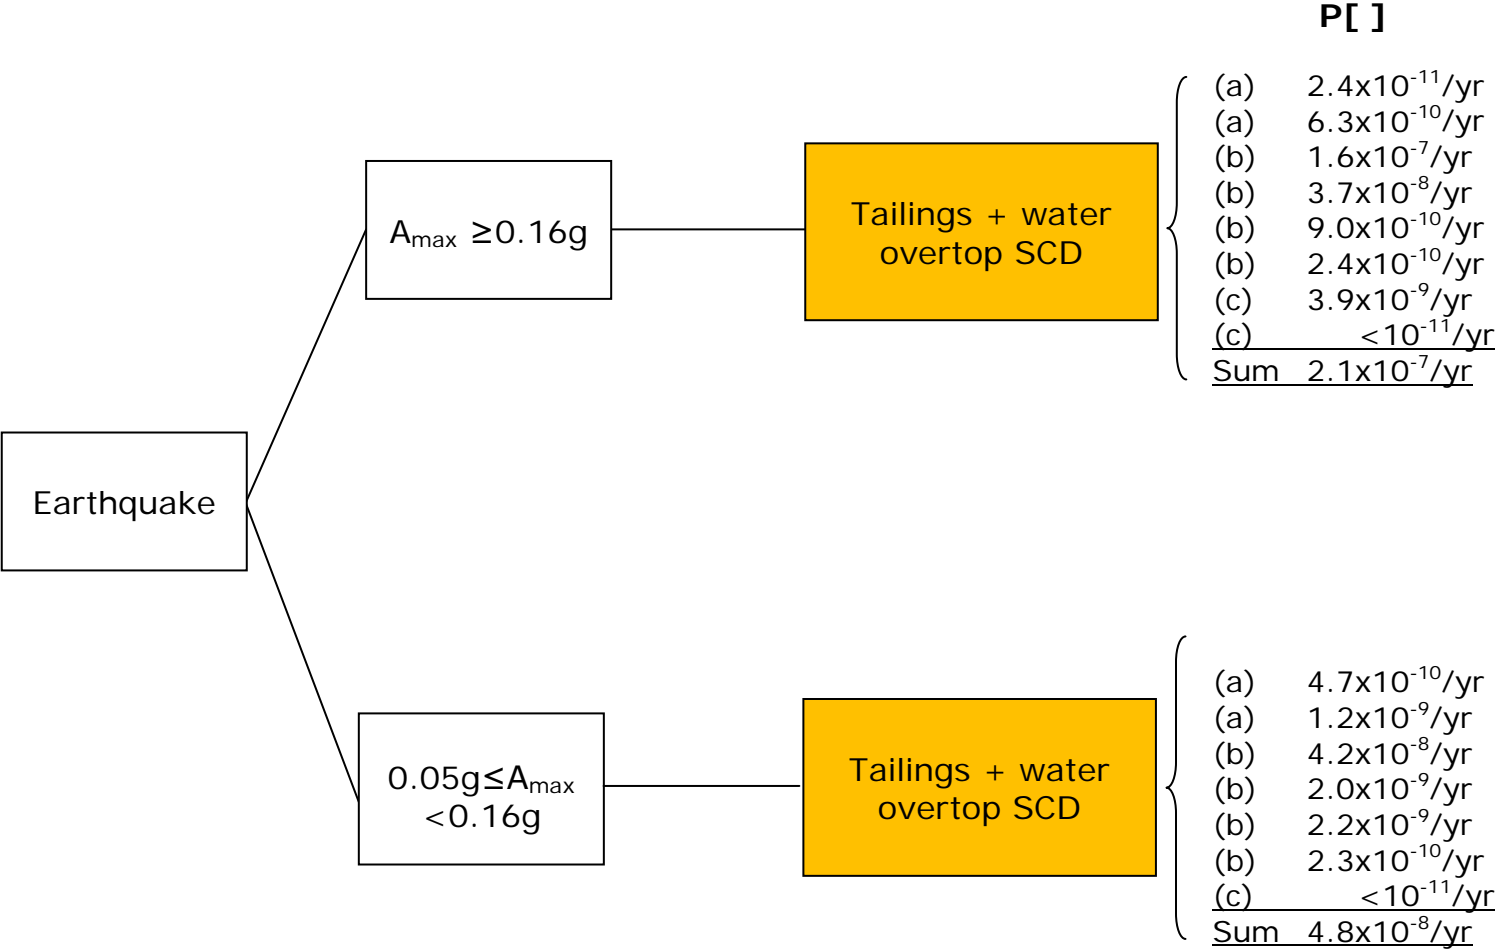 P[ ]
(a) 2.4x10⁻¹¹/yr
(a) 6.3x10⁻¹⁰/yr
(b) 1.6x10⁻⁷/yr
(b) 3.7x10⁻⁸/yr
(b) 9.0x10⁻¹⁰/yr
(b) 2.4x10⁻¹⁰/yr
(c) 3.9x10⁻⁹/yr
(c) <10⁻¹¹/yr
Sum 2.1x10⁻⁷/yr
Aₘₐₓ ≥0.16g
Tailings + water
overtop SCD
Earthquake
0.05g≤Aₘₐₓ
<0.16g
Tailings + water
overtop SCD
(a) 4.7x10⁻¹⁰/yr
(a) 1.2x10⁻⁹/yr
(b) 4.2x10⁻⁸/yr
(b) 2.0x10⁻⁹/yr
(b) 2.2x10⁻⁹/yr
(b) 2.3x10⁻¹⁰/yr
(c) <10⁻¹¹/yr
Sum 4.8x10⁻⁸/yr